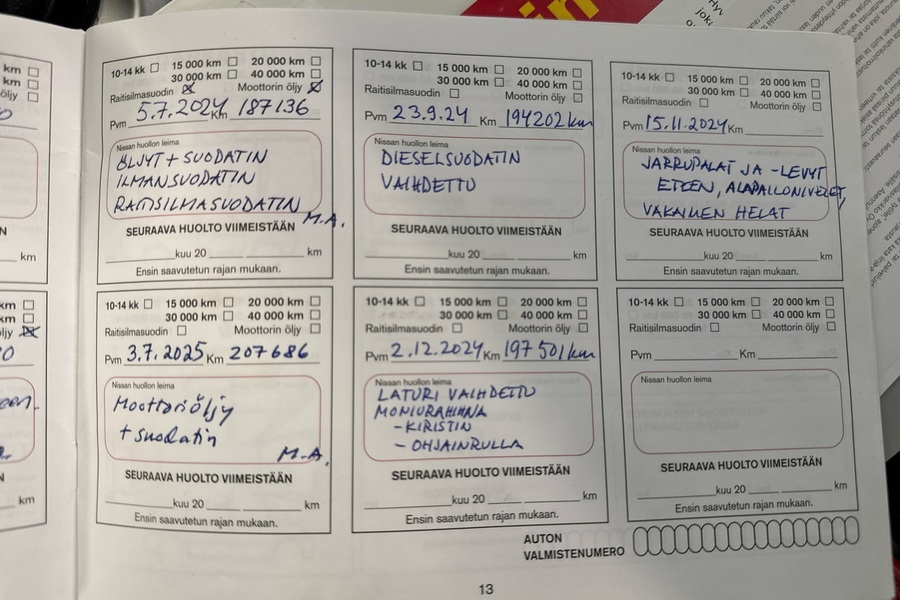 10-14 kk 15 000 km 20 000 km
30 000 km 40 000 km
Raitisilmasuodin Moottorin öljy
Pvm 5.7.2024 Km 187136
Nissan huollon leima
ÖLJYT + SUODATIN
ILMANSUODATIN
RAITISILMASUODATIN
M.A.
SEURAAVA HUOLTO VIIMEISTÄÄN
kuu 20 km
Ensin saavutetun rajan mukaan.
10-14 kk 15 000 km 20 000 km
30 000 km 40 000 km
Raitisilmasuodin Moottorin öljy
Pvm 23.9.24 Km 194202 km
Nissan huollon leima
DIESELSUODATIN
VAIHDETTU
SEURAAVA HUOLTO VIIMEISTÄÄN
kuu 20 km
Ensin saavutetun rajan mukaan.
10-14 kk 15 000 km 20 000 km
30 000 km 40 000 km
Raitisilmasuodin Moottorin öljy
Pvm 15.11.2024 Km
Nissan huollon leima
JARRUPALAT JA -LEVYT
ETEEN, ALAPALLONIVELET,
VAKAIMEN HELAT
SEURAAVA HUOLTO VIIMEISTÄÄN
kuu 20 km
Ensin saavutetun rajan mukaan.
10-14 kk 15 000 km 20 000 km
30 000 km 40 000 km
Raitisilmasuodin Moottorin öljy
Pvm 3.7.2025 Km 207686
Nissan huollon leima
Moottoriöljy
+ suodatin
M.A.
SEURAAVA HUOLTO VIIMEISTÄÄN
kuu 20 km
Ensin saavutetun rajan mukaan.
10-14 kk 15 000 km 20 000 km
30 000 km 40 000 km
Raitisilmasuodin Moottorin öljy
Pvm 2.12.2024 Km 197501 km
Nissan huollon leima
LATURI VAIHDETTU
MONIURAHIHNA
-KIRISTIN
- OHJAINRULLA
SEURAAVA HUOLTO VIIMEISTÄÄN
kuu 20 km
Ensin saavutetun rajan mukaan.
10-14 kk 15 000 km 20 000 km
30 000 km 40 000 km
Raitisilmasuodin Moottorin öljy
Pvm Km
Nissan huollon leima
SEURAAVA HUOLTO VIIMEISTÄÄN
kuu 20 km
Ensin saavutetun rajan mukaan.
AUTON
VALMISTENUMERO
13